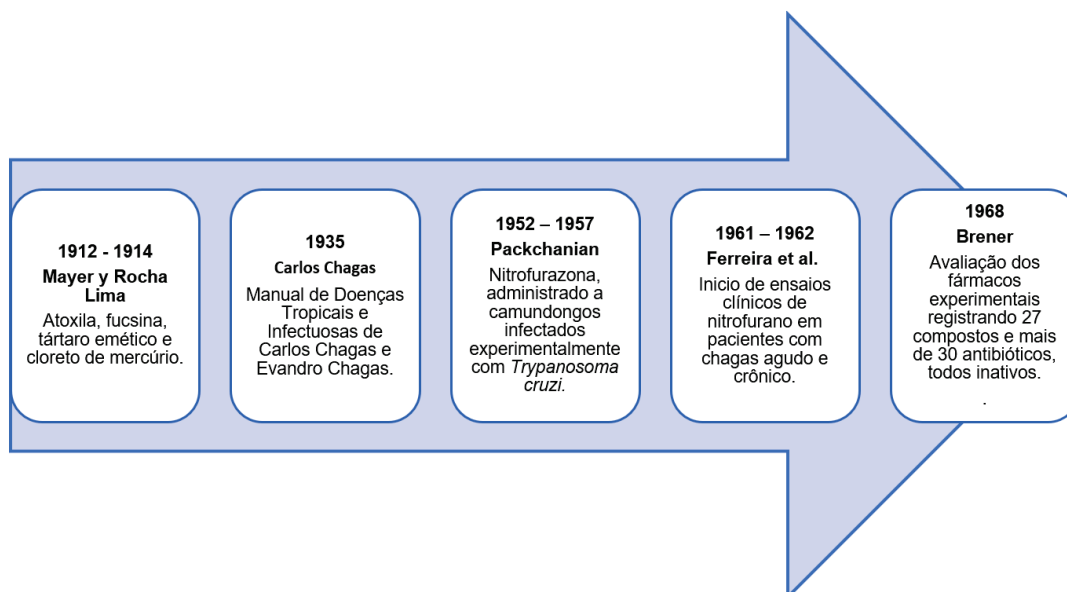 1912 - 1914
Mayer y Rocha
Lima
Atoxila, fucsina,
tártaro emético e
cloreto de mercúrio.
1935
Carlos Chagas
Manual de Doenças
Tropicais e
Infectuosas de
Carlos Chagas e
Evandro Chagas.
1952 – 1957
Packchanian
Nitrofurazona,
administrado a
camundongos
infectados
experimentalmente
com Trypanosoma
cruzi.
1961 – 1962
Ferreira et al.
Inicio de ensaios
clínicos de
nitrofurano em
pacientes com
chagas agudo e
crônico.
1968
Brener
Avaliação dos
fármacos
experimentais
registrando 27
compostos e mais
de 30 antibióticos,
todos inativos.
.